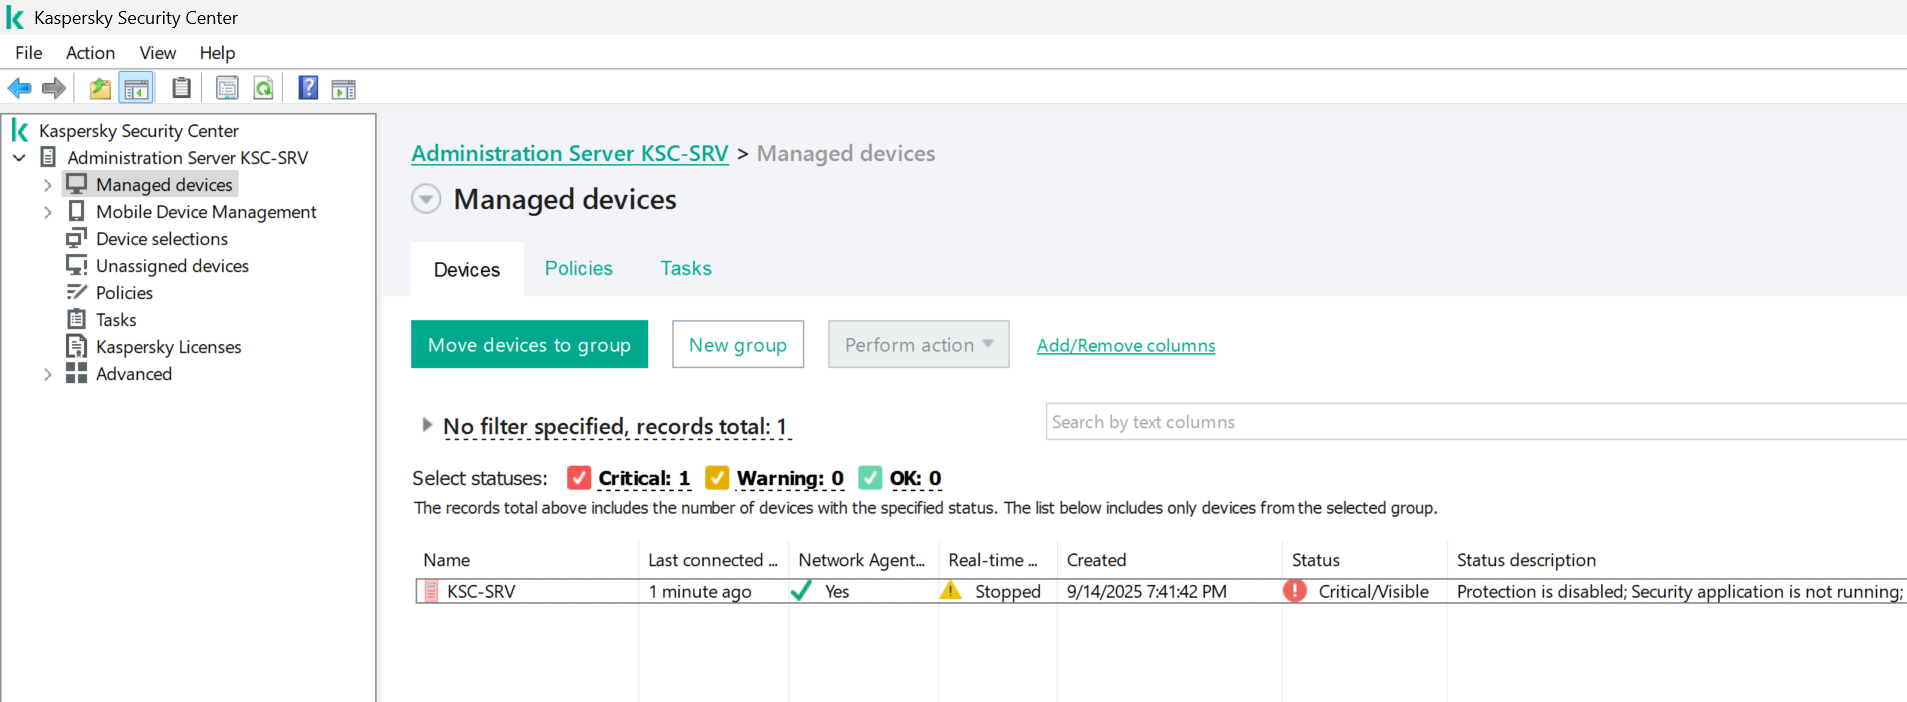 Kaspersky Security Center
File Action View Help
Kaspersky Security Center
Administration Server KSC-SRV
Managed devices
Mobile Device Management
Device selections
Unassigned devices
Policies
Tasks
Kaspersky Licenses
Advanced
Administration Server KSC-SRV > Managed devices
Managed devices
Devices Policies Tasks
Move devices to group New group Perform action Add/Remove columns
No filter specified, records total: 1
Search by text columns
Select statuses: Critical: 1 Warning: 0 OK: 0
The records total above includes the number of devices with the specified status. The list below includes only devices from the selected group.
Name Last connected ... Network Agent... Real-time ... Created Status Status description
KSC-SRV 1 minute ago Yes Stopped 9/14/2025 7:41:42 PM Critical/Visible Protection is disabled; Security application is not running;